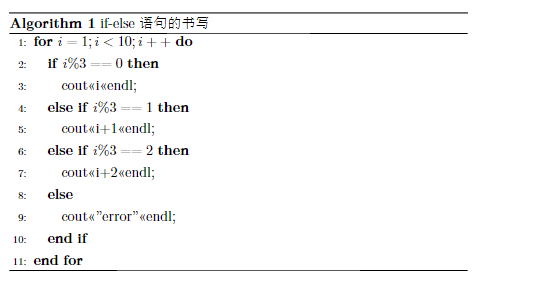 Algorithm 1 if-else 语句的书写
1: for i = 1; i < 10; i + + do
2: if i%3 == 0 then
3: cout«i«endl;
4: else if i%3 == 1 then
5: cout«i+1«endl;
6: else if i%3 == 2 then
7: cout«i+2«endl;
8: else
9: cout«”error”«endl;
10: end if
11: end for